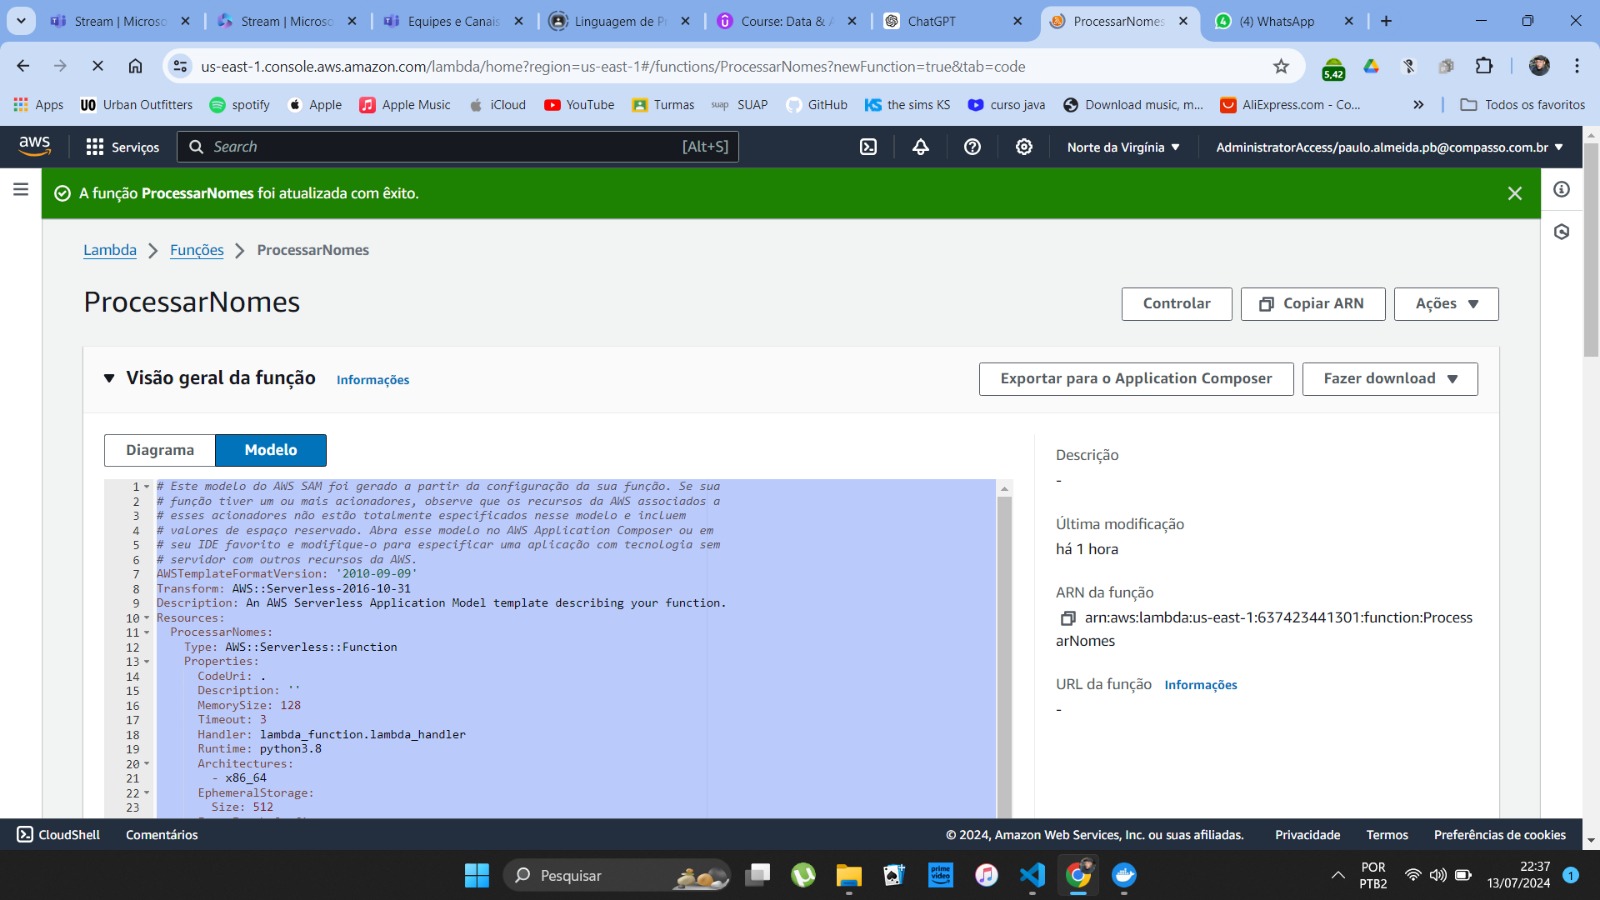 Stream | Microso
Stream | Microso
Equipes e Canais
Linguagem de P
Course: Data & A
ChatGPT
ProcessarNomes
(4) WhatsApp
us-east-1.console.aws.amazon.com/lambda/home?region=us-east-1#/functions/ProcessarNomes?newFunction=true&tab=code
5,42
Apps
UO Urban Outfitters
spotify
Apple
Apple Music
iCloud
YouTube
Turmas
suap SUAP
GitHub
KS the sims KS
curso java
Download music, m...
AliExpress.com - Co...
»
Todos os favoritos
aws
Serviços
Search
[Alt+S]
Norte da Virgínia
AdministratorAccess/paulo.almeida.pb@compasso.com.br
A função ProcessarNomes foi atualizada com êxito.
Lambda
Funções
ProcessarNomes
ProcessarNomes
Controlar
Copiar ARN
Ações
Visão geral da função
Informações
Exportar para o Application Composer
Fazer download
Diagrama
Modelo
1 # Este modelo do AWS SAM foi gerado a partir da configuração da sua função. Se sua
2 # função tiver um ou mais acionadores, observe que os recursos da AWS associados a
3 # esses acionadores não estão totalmente especificados nesse modelo e incluem
4 # valores de espaço reservado. Abra esse modelo no AWS Application Composer ou em
5 # seu IDE favorito e modifique-o para especificar uma aplicação com tecnologia sem
6 # servidor com outros recursos da AWS.
7 AWSTemplateFormatVersion: '2010-09-09'
8 Transform: AWS::Serverless-2016-10-31
9 Description: An AWS Serverless Application Model template describing your function.
10 Resources:
11 ProcessarNomes:
12 Type: AWS::Serverless::Function
13 Properties:
14 CodeUri: .
15 Description: ''
16 MemorySize: 128
17 Timeout: 3
18 Handler: lambda_function.lambda_handler
19 Runtime: python3.8
20 Architectures:
21 - x86_64
22 EphemeralStorage:
23 Size: 512
Descrição
-
Última modificação
há 1 hora
ARN da função
arn:aws:lambda:us-east-1:637423441301:function:Process
arNomes
URL da função
Informações
-
CloudShell
Comentários
© 2024, Amazon Web Services, Inc. ou suas afiliadas.
Privacidade
Termos
Preferências de cookies
Pesquisar
prime video
POR
PTB2
22:37
13/07/2024
1